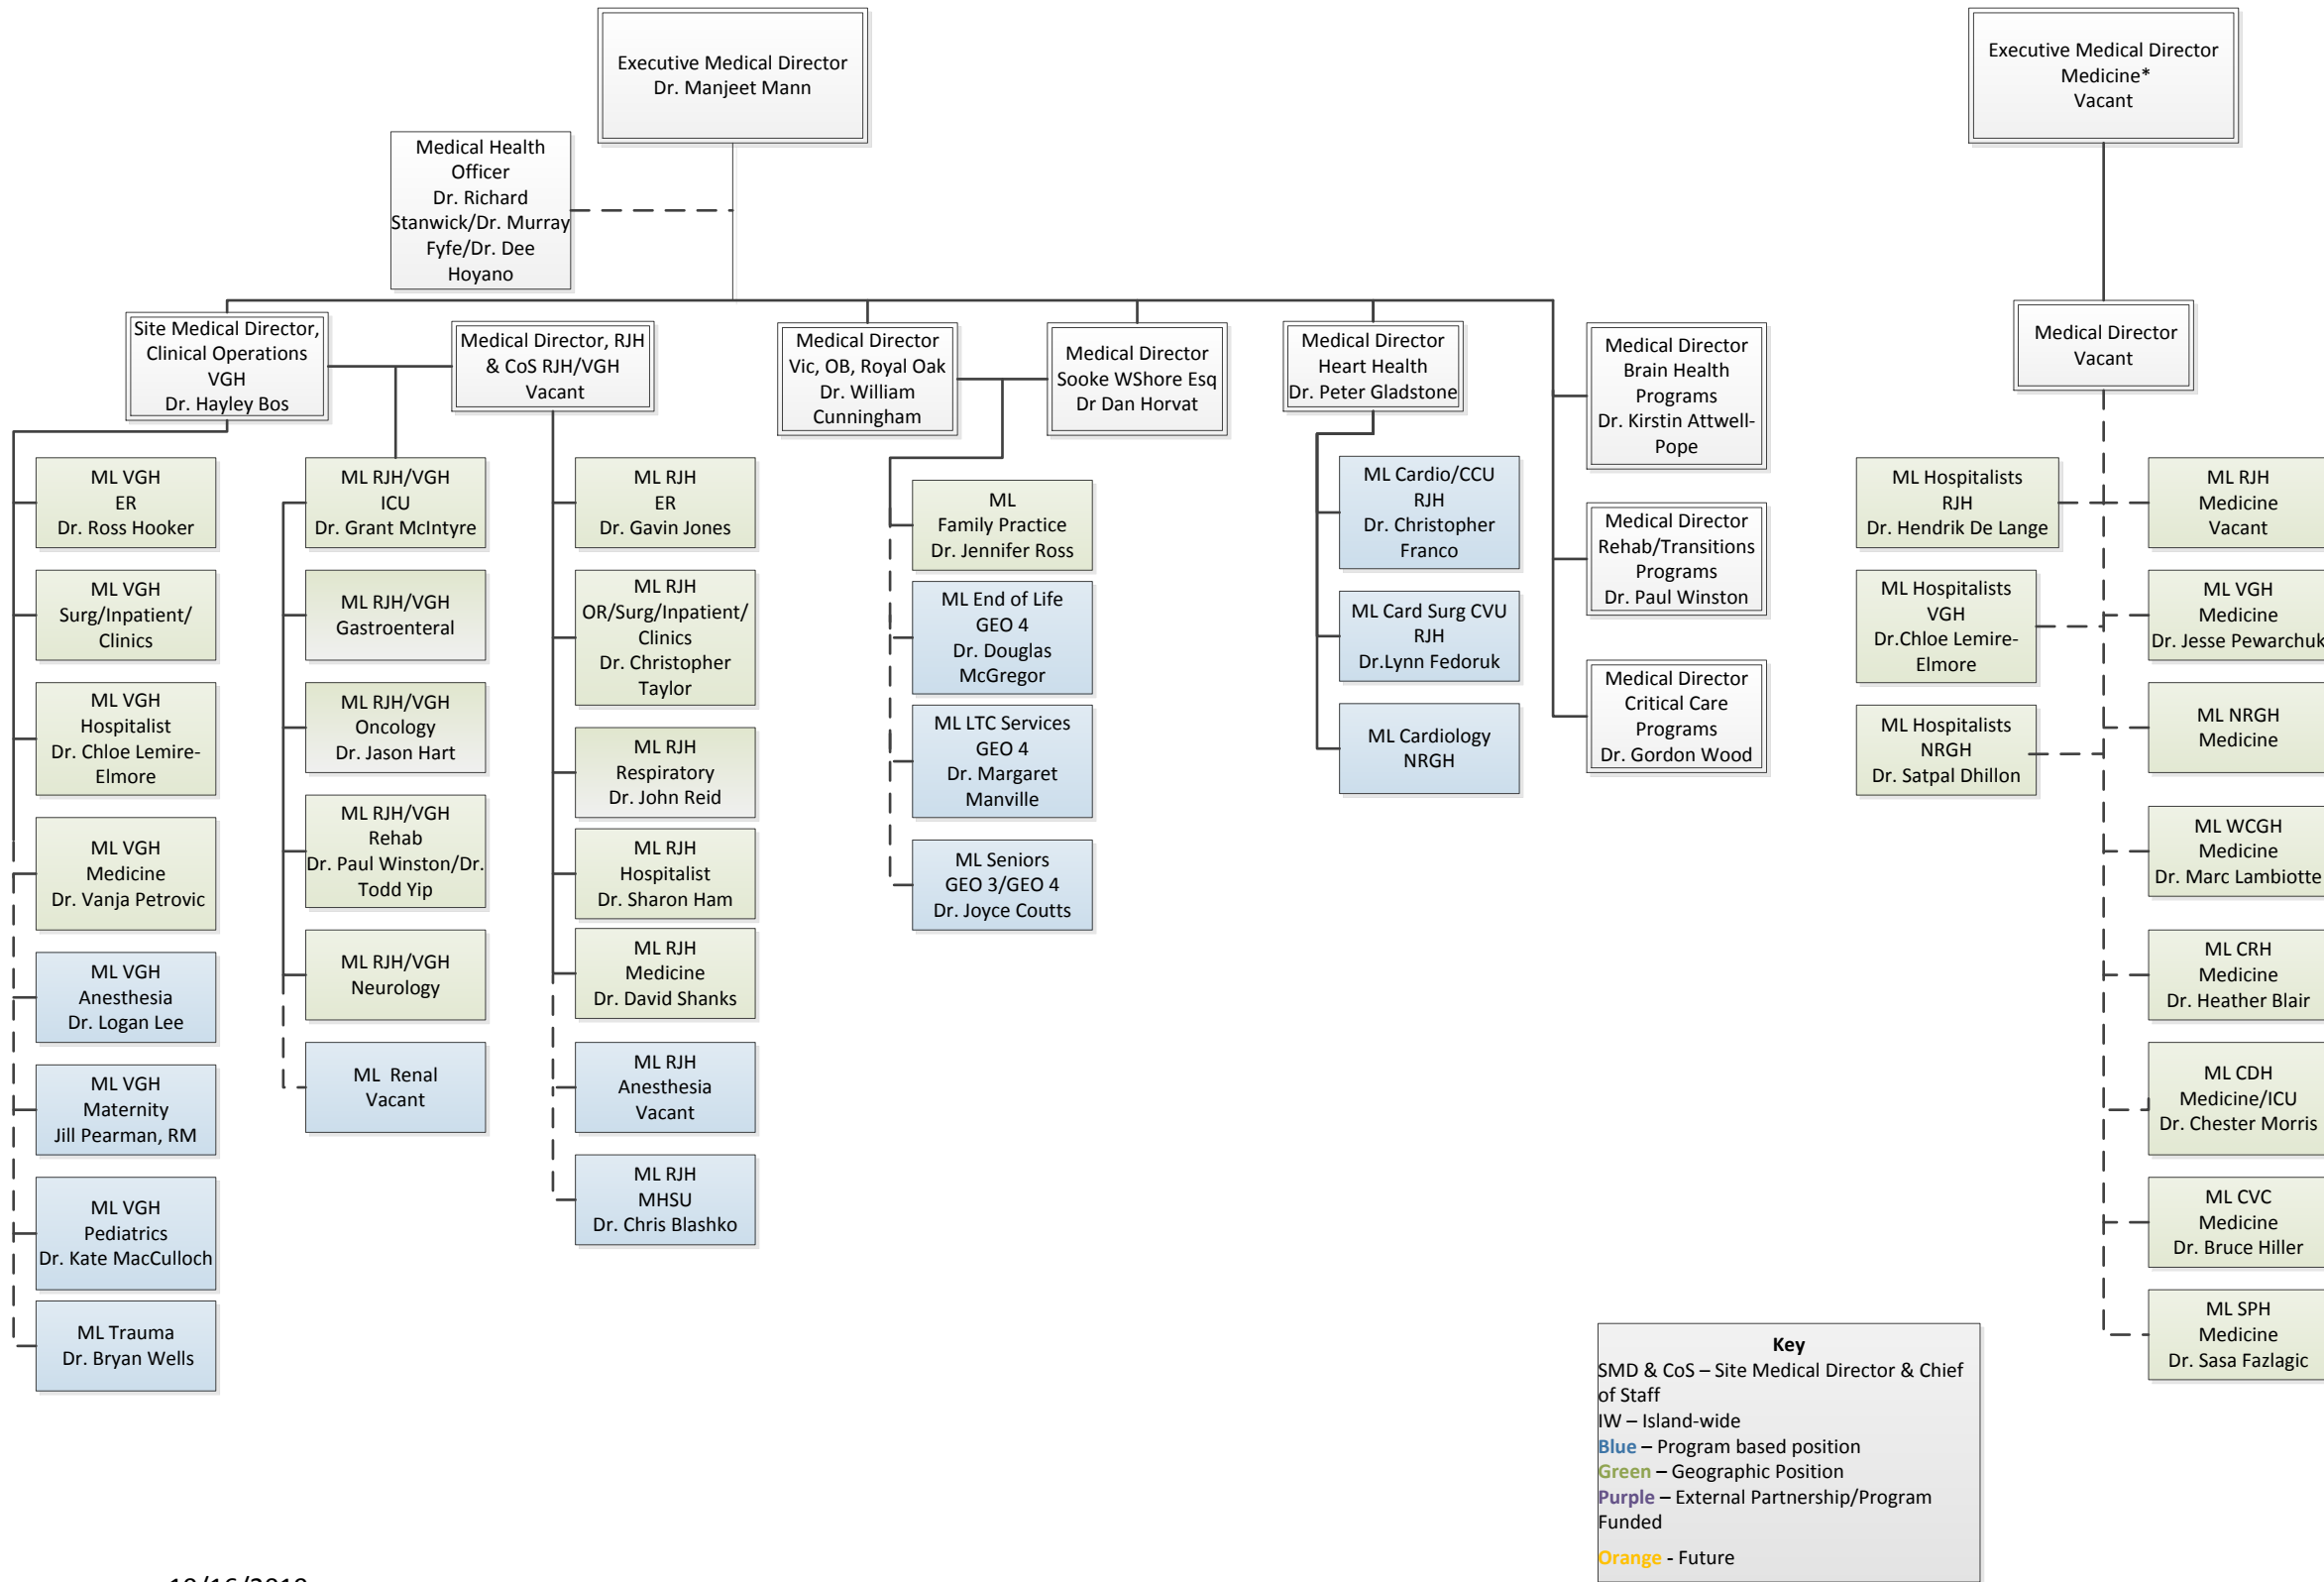 Executive Medical Director
Dr. Manjeet Mann
Executive Medical Director
Medicine*
Vacant
Medical Health
Officer
Dr. Richard
Stanwick/Dr. Murray
Fyfe/Dr. Dee
Hoyano
Site Medical Director,
Clinical Operations
VGH
Dr. Hayley Bos
Medical Director, RJH
& CoS RJH/VGH
Vacant
Medical Director
Vic, OB, Royal Oak
Dr. William
Cunningham
Medical Director
Sooke WShore Esq
Dr Dan Horvat
Medical Director
Heart Health
Dr. Peter Gladstone
Medical Director
Brain Health
Programs
Dr. Kirstin Attwell-
Pope
Medical Director
Rehab/Transitions
Programs
Dr. Paul Winston
Medical Director
Critical Care
Programs
Dr. Gordon Wood
Medical Director
Vacant
ML VGH
ER
Dr. Ross Hooker
ML VGH
Surg/Inpatient/
Clinics
ML VGH
Hospitalist
Dr. Chloe Lemire-
Elmore
ML VGH
Medicine
Dr. Vanja Petrovic
ML VGH
Anesthesia
Dr. Logan Lee
ML VGH
Maternity
Jill Pearman, RM
ML VGH
Pediatrics
Dr. Kate MacCulloch
ML Trauma
Dr. Bryan Wells
ML RJH/VGH
ICU
Dr. Grant McIntyre
ML RJH/VGH
Gastroenteral
ML RJH/VGH
Oncology
Dr. Jason Hart
ML RJH/VGH
Rehab
Dr. Paul Winston/Dr.
Todd Yip
ML RJH/VGH
Neurology
ML Renal
Vacant
ML RJH
ER
Dr. Gavin Jones
ML RJH
OR/Surg/Inpatient/
Clinics
Dr. Christopher
Taylor
ML RJH
Respiratory
Dr. John Reid
ML RJH
Hospitalist
Dr. Sharon Ham
ML RJH
Medicine
Dr. David Shanks
ML RJH
Anesthesia
Vacant
ML RJH
MHSU
Dr. Chris Blashko
ML
Family Practice
Dr. Jennifer Ross
ML End of Life
GEO 4
Dr. Douglas
McGregor
ML LTC Services
GEO 4
Dr. Margaret
Manville
ML Seniors
GEO 3/GEO 4
Dr. Joyce Coutts
ML Cardio/CCU
RJH
Dr. Christopher
Franco
ML Card Surg CVU
RJH
Dr.Lynn Fedoruk
ML Cardiology
NRGH
ML Hospitalists
RJH
Dr. Hendrik De Lange
ML Hospitalists
VGH
Dr.Chloe Lemire-
Elmore
ML Hospitalists
NRGH
Dr. Satpal Dhillon
ML RJH
Medicine
Vacant
ML VGH
Medicine
Dr. Jesse Pewarchuk
ML NRGH
Medicine
ML WCGH
Medicine
Dr. Marc Lambiotte
ML CRH
Medicine
Dr. Heather Blair
ML CDH
Medicine/ICU
Dr. Chester Morris
ML CVC
Medicine
Dr. Bruce Hiller
ML SPH
Medicine
Dr. Sasa Fazlagic
Key
SMD & CoS – Site Medical Director & Chief
of Staff
IW – Island-wide
Blue – Program based position
Green – Geographic Position
Purple – External Partnership/Program
Funded
Orange - Future